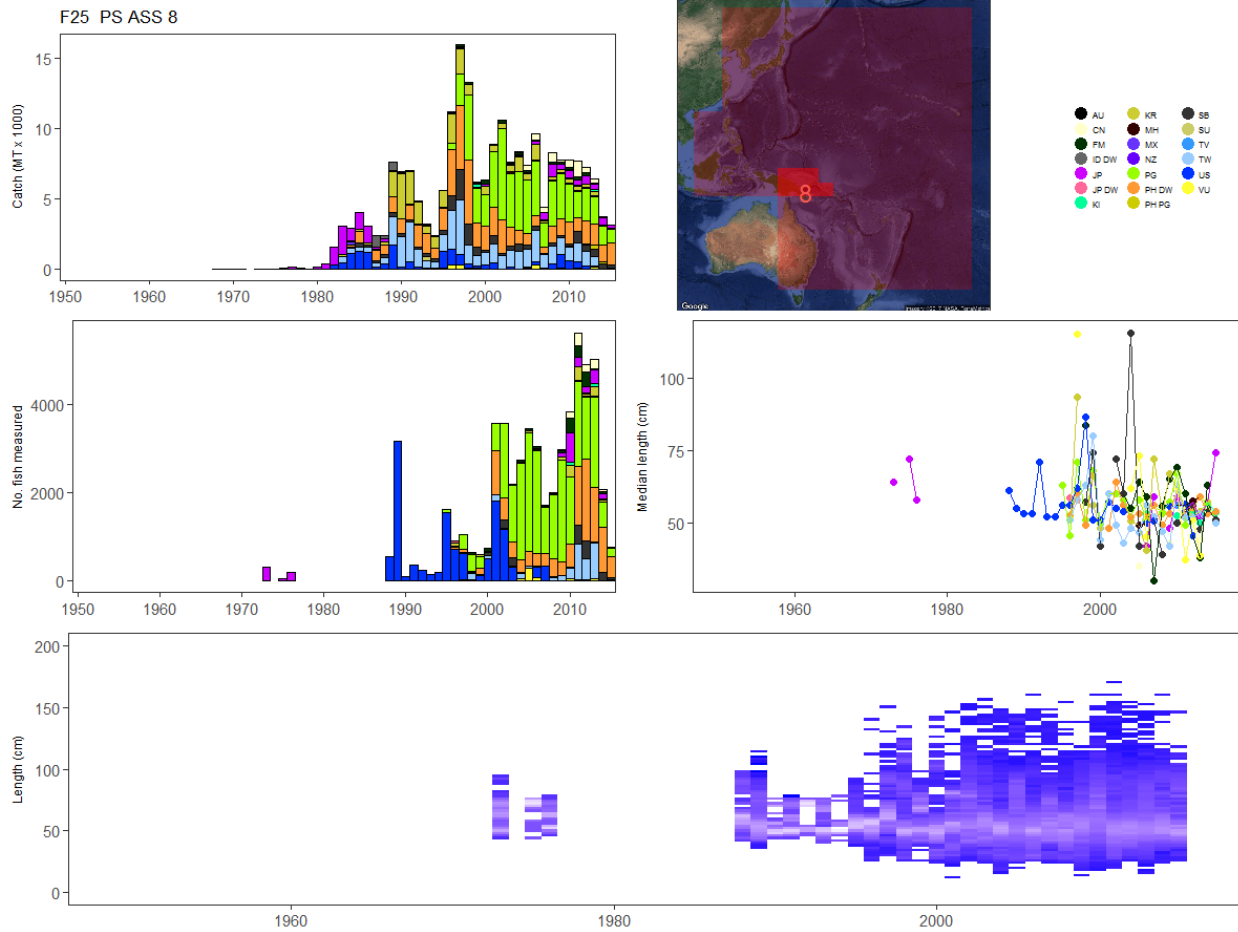 F25 PS ASS 8
15
10
5
0
Catch (MT x 1000)
1950 1960 1970 1980 1990 2000 2010
8
Google
AU KR SB
CN MH SU
FM MX TV
ID DW NZ TW
JP PG US
JP DW PH DW VU
KI PH PG
4000
2000
0
No. fish measured
1950 1960 1970 1980 1990 2000 2010
100
75
50
Median length (cm)
1960 1980 2000
200
150
100
50
0
Length (cm)
1960 1980 2000